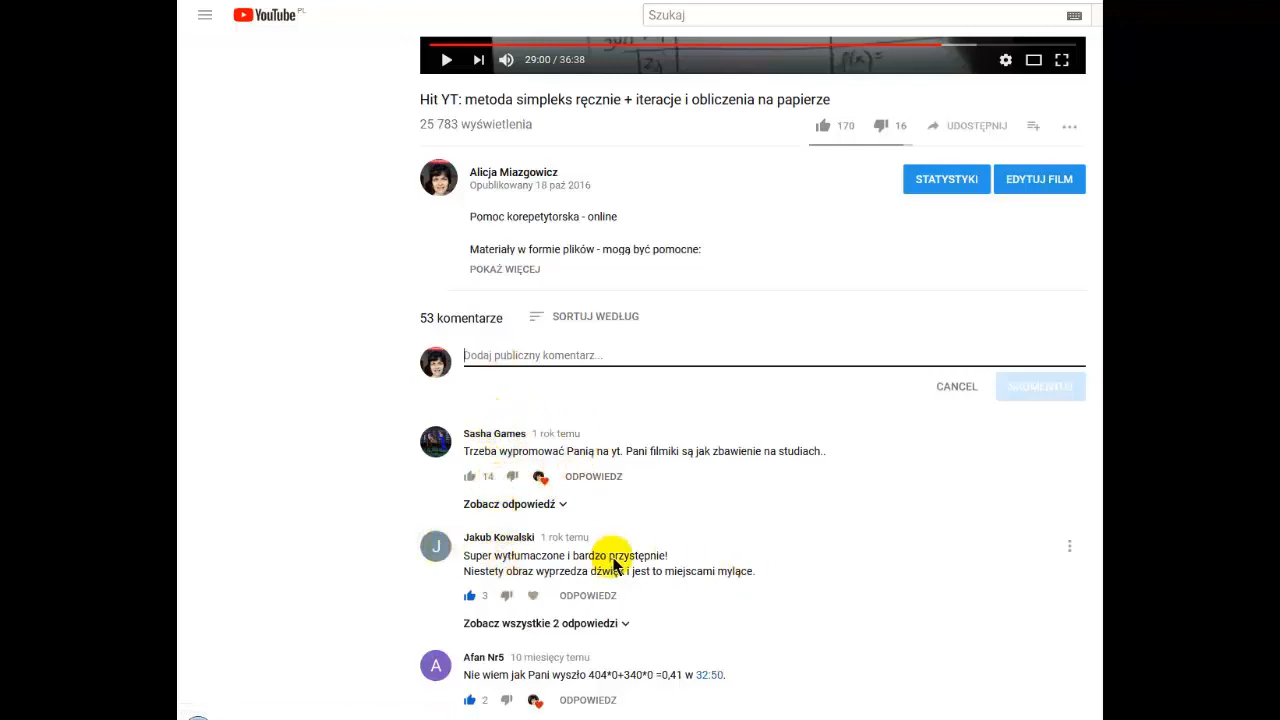 YouTube PL
Szukaj
f(x)=
29:00 / 36:38
Hit YT: metoda simpleks ręcznie + iteracje i obliczenia na papierze
25 783 wyświetlenia
170
16
UDOSTĘPNIJ
Alicja Miazgowicz
Opublikowany 18 paź 2016
STATYSTYKI
EDYTUJ FILM
Pomoc korepetytorska - online
Materiały w formie plików - mogą być pomocne:
POKAŻ WIĘCEJ
53 komentarze
SORTUJ WEDŁUG
Dodaj publiczny komentarz...
CANCEL
SKOMENTUJ
Sasha Games 1 rok temu
Trzeba wypromować Panią na yt. Pani filmiki są jak zbawienie na studiach..
14
ODPOWIEDZ
Zobacz odpowiedź
J
Jakub Kowalski 1 rok temu
Super wytłumaczone i bardzo przystępnie!
Niestety obraz wyprzedza dźwięk i jest to miejscami mylące.
3
ODPOWIEDZ
Zobacz wszystkie 2 odpowiedzi
A
Afan Nr5 10 miesięcy temu
Nie wiem jak Pani wyszło 404*0+340*0 =0,41 w 32:50.
2
ODPOWIEDZ